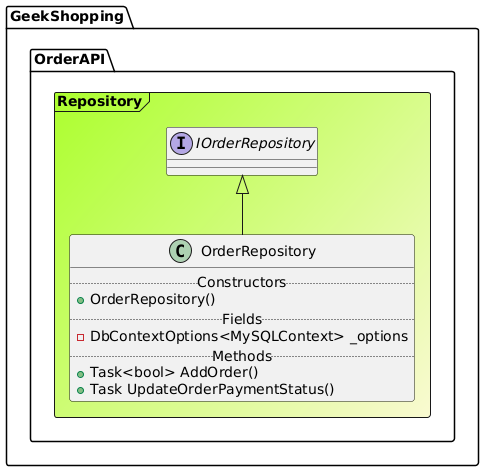 GeekShopping
OrderAPI
Repository
I IOrderRepository
C OrderRepository
Constructors
OrderRepository()
Fields
DbContextOptions<MySQLContext> _options
Methods
Task<bool> AddOrder()
Task UpdateOrderPaymentStatus()